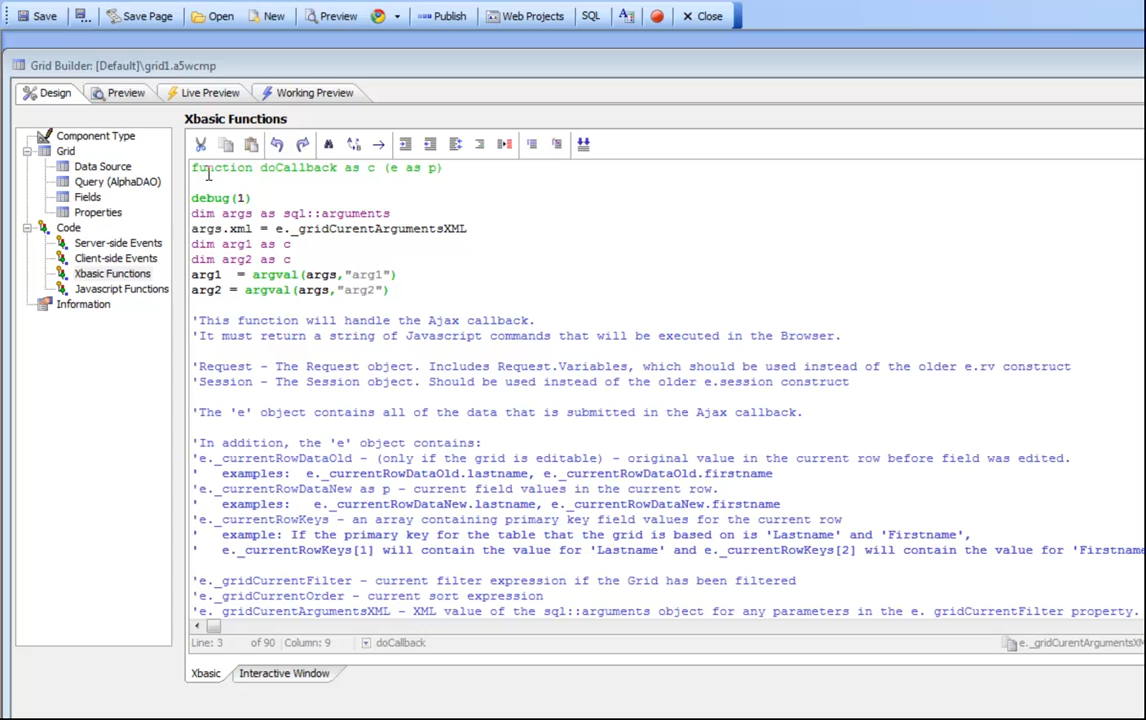 Save Save Page Open New Preview Publish Web Projects SQL Close
Grid Builder: [Default]\grid1.a5wcmp
Design Preview Live Preview Working Preview
Component Type
Grid
Data Source
Query (AlphaDAO)
Fields
Properties
Code
Server-side Events
Client-side Events
Xbasic Functions
Javascript Functions
Information
Xbasic Functions
function doCallback as c (e as p)
debug(1)
dim args as sql::arguments
args.xml = e._gridCurentArgumentsXML
dim arg1 as c
dim arg2 as c
arg1  = argval(args,"arg1")
arg2 = argval(args,"arg2")
'This function will handle the Ajax callback.
'It must return a string of Javascript commands that will be executed in the Browser.
'Request - The Request object. Includes Request.Variables, which should be used instead of the older e.rv construct
'Session - The Session object. Should be used instead of the older e.session construct
'The 'e' object contains all of the data that is submitted in the Ajax callback.
'In addition, the 'e' object contains:
'e._currentRowDataOld - (only if the grid is editable) - original value in the current row before field was edited.
'   examples:  e._currentRowDataOld.lastname, e._currentRowDataOld.firstname
'e._currentRowDataNew as p - current field values in the current row.
'   examples:   e._currentRowDataNew.lastname, e._currentRowDataNew.firstname
'e._currentRowKeys - an array containing primary key field values for the current row
'   example: If the primary key for the table that the grid is based on is 'Lastname' and 'Firstname',
'   e._currentRowKeys[1] will contain the value for 'Lastname' and e._currentRowKeys[2] will contain the value for 'Firstname
'e._gridCurrentFilter - current filter expression if the Grid has been filtered
'e._gridCurrentOrder - current sort expression
'e._gridCurentArgumentsXML - XML value of the sql::arguments object for any parameters in the e._gridCurrentFilter property.
Line: 3 of 90 Column: 9 doCallback e._gridCurentArgumentsXM
Xbasic Interactive Window